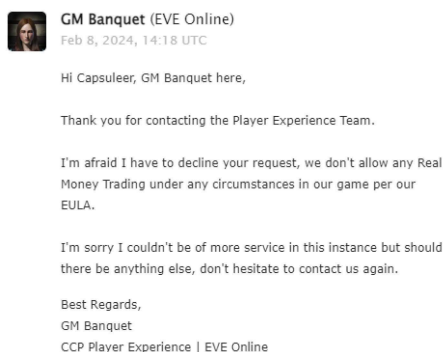 GM Banquet (EVE Online)
Feb 8, 2024, 14:18 UTC
Hi Capsuleer, GM Banquet here,
Thank you for contacting the Player Experience Team.
I'm afraid I have to decline your request, we don't allow any Real
Money Trading under any circumstances in our game per our
EULA.
I'm sorry I couldn't be of more service in this instance but should
there be anything else, don't hesitate to contact us again.
Best Regards,
GM Banquet
CCP Player Experience | EVE Online